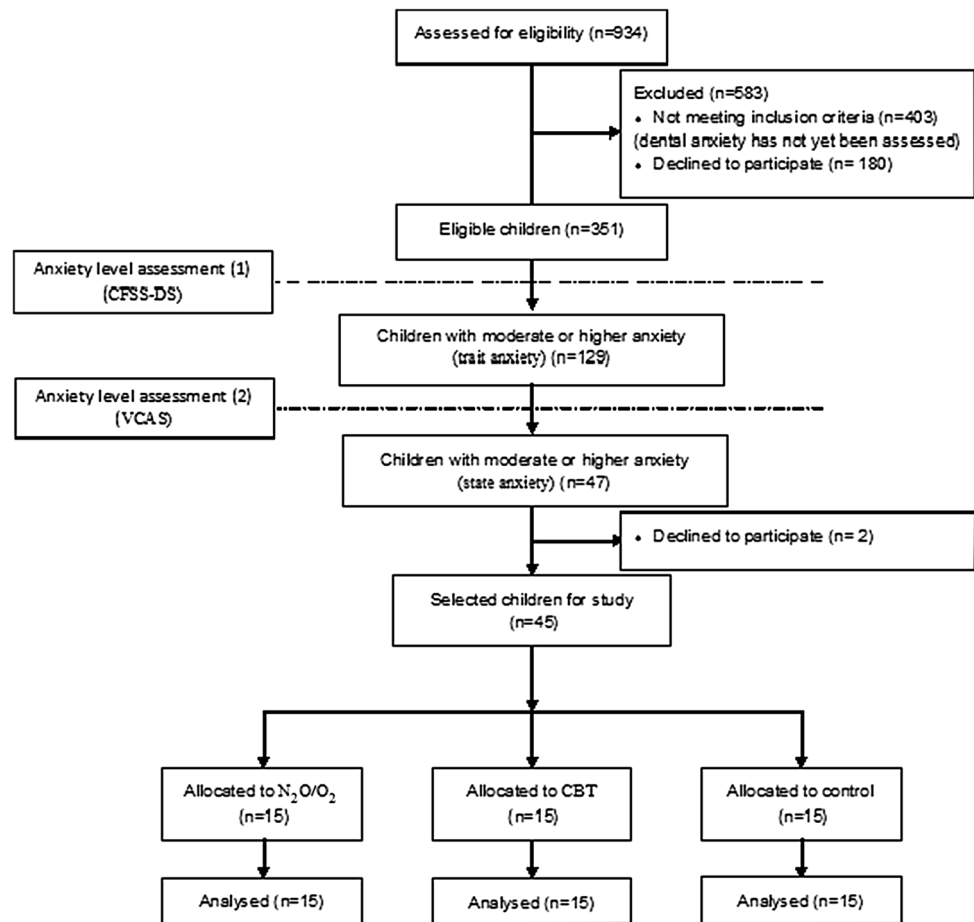 Assessed for eligibility (n=934)
Excluded (n=583)
• Not meeting inclusion criteria (n=403)
(dental anxiety has not yet been assessed)
• Declined to participate (n= 180)
Eligible children (n=351)
Anxiety level assessment (1)
(CFSS-DS)
Children with moderate or higher anxiety
(trait anxiety) (n=129)
Anxiety level assessment (2)
(VCAS)
Children with moderate or higher anxiety
(state anxiety) (n=47)
• Declined to participate (n= 2)
Selected children for study
(n=45)
Allocated to N₂O/O₂
(n=15)
Allocated to CBT
(n=15)
Allocated to control
(n=15)
Analysed (n=15)
Analysed (n=15)
Analysed (n=15)